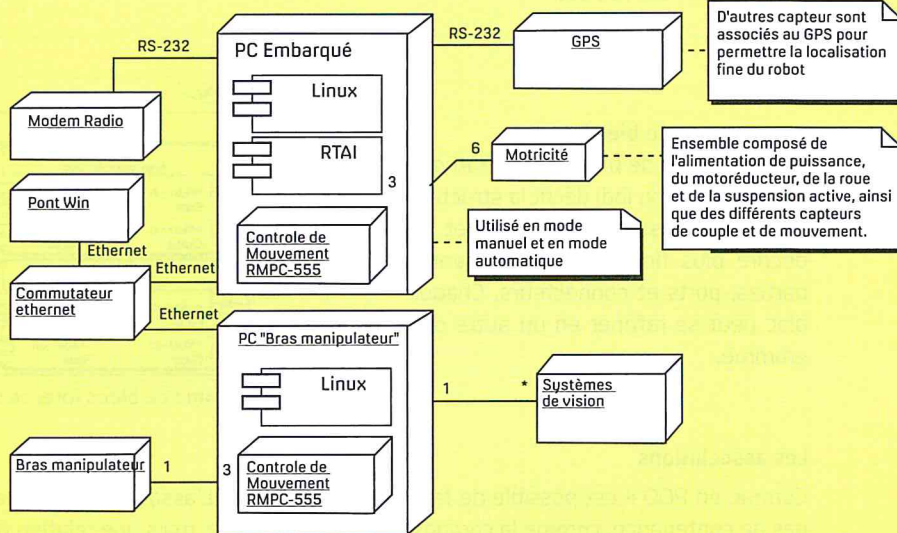 RS-232
PC Embarqué
Linux
RTAI
3
Controle de
Mouvement
RMPC-555
RS-232
GPS
D'autres capteur sont
associés au GPS pour
permettre la localisation
fine du robot
Modem Radio
6
Motricité
Ensemble composé de
l'alimentation de puissance,
du motoréducteur, de la roue
et de la suspension active, ainsi
que des différents capteurs
de couple et de mouvement.
Utilisé en mode
manuel et en mode
automatique
Pont Win
Ethernet
Ethernet
Commutateur
ethernet
Ethernet
PC "Bras manipulateur"
Linux
1
*
Systèmes
de vision
Bras manipulateur
1
3
Controle de
Mouvement
RMPC-555